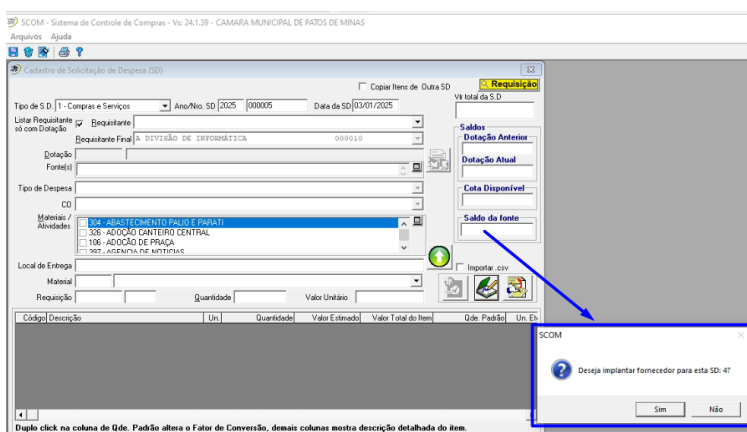 SCOM - Sistema de Controle de Compras - Vs: 24.1.39 - CAMARA MUNICIPAL DE PATOS DE MINAS
Arquivos Ajuda
Cadastro de Solicitação de Despesa (SD)
Copiar Itens de Outra SD
Requisição
Tipo de S.D. 1 - Compras e Serviços Ano/Nro. SD 2025 000005 Data da SD 03/01/2025
Vlr total da S.D
Listar Requisitante só com Dotação
Requisitante
Requisitante Final A DIVISÃO DE INFORMÁTICA 000010
Saldos
Dotação Anterior
Dotação
Dotação Atual
Fonte(s)
Tipo de Despesa
Cota Disponível
CO
Materiais / Atividades
304 - ABASTECIMENTO PALIO E PARATI
326 - ADOÇÃO CANTEIRO CENTRAL
106 - ADOCÃO DE PRAÇA
397 - AGENCIA DE NOTICIAS
Saldo da fonte
Local de Entrega
Importar .csv
Material
Requisição Quantidade Valor Unitário
Código Descrição Un. Quantidade Valor Estimado Valor Total do Item Qde. Padrão Un. Et
SCOM
Deseja implantar fornecedor para esta SD: 4?
Sim Não
Duplo click na coluna de Qde. Padrão altera o Fator de Conversão, demais colunas mostra descrição detalhada do item.